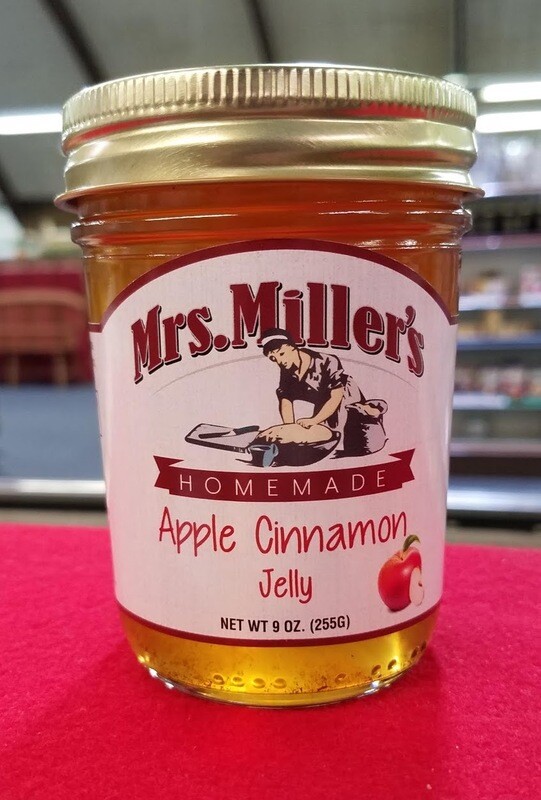 Mrs. Miller's
HOMEMADE
Apple Cinnamon
Jelly
NET WT 9 OZ. (255G)